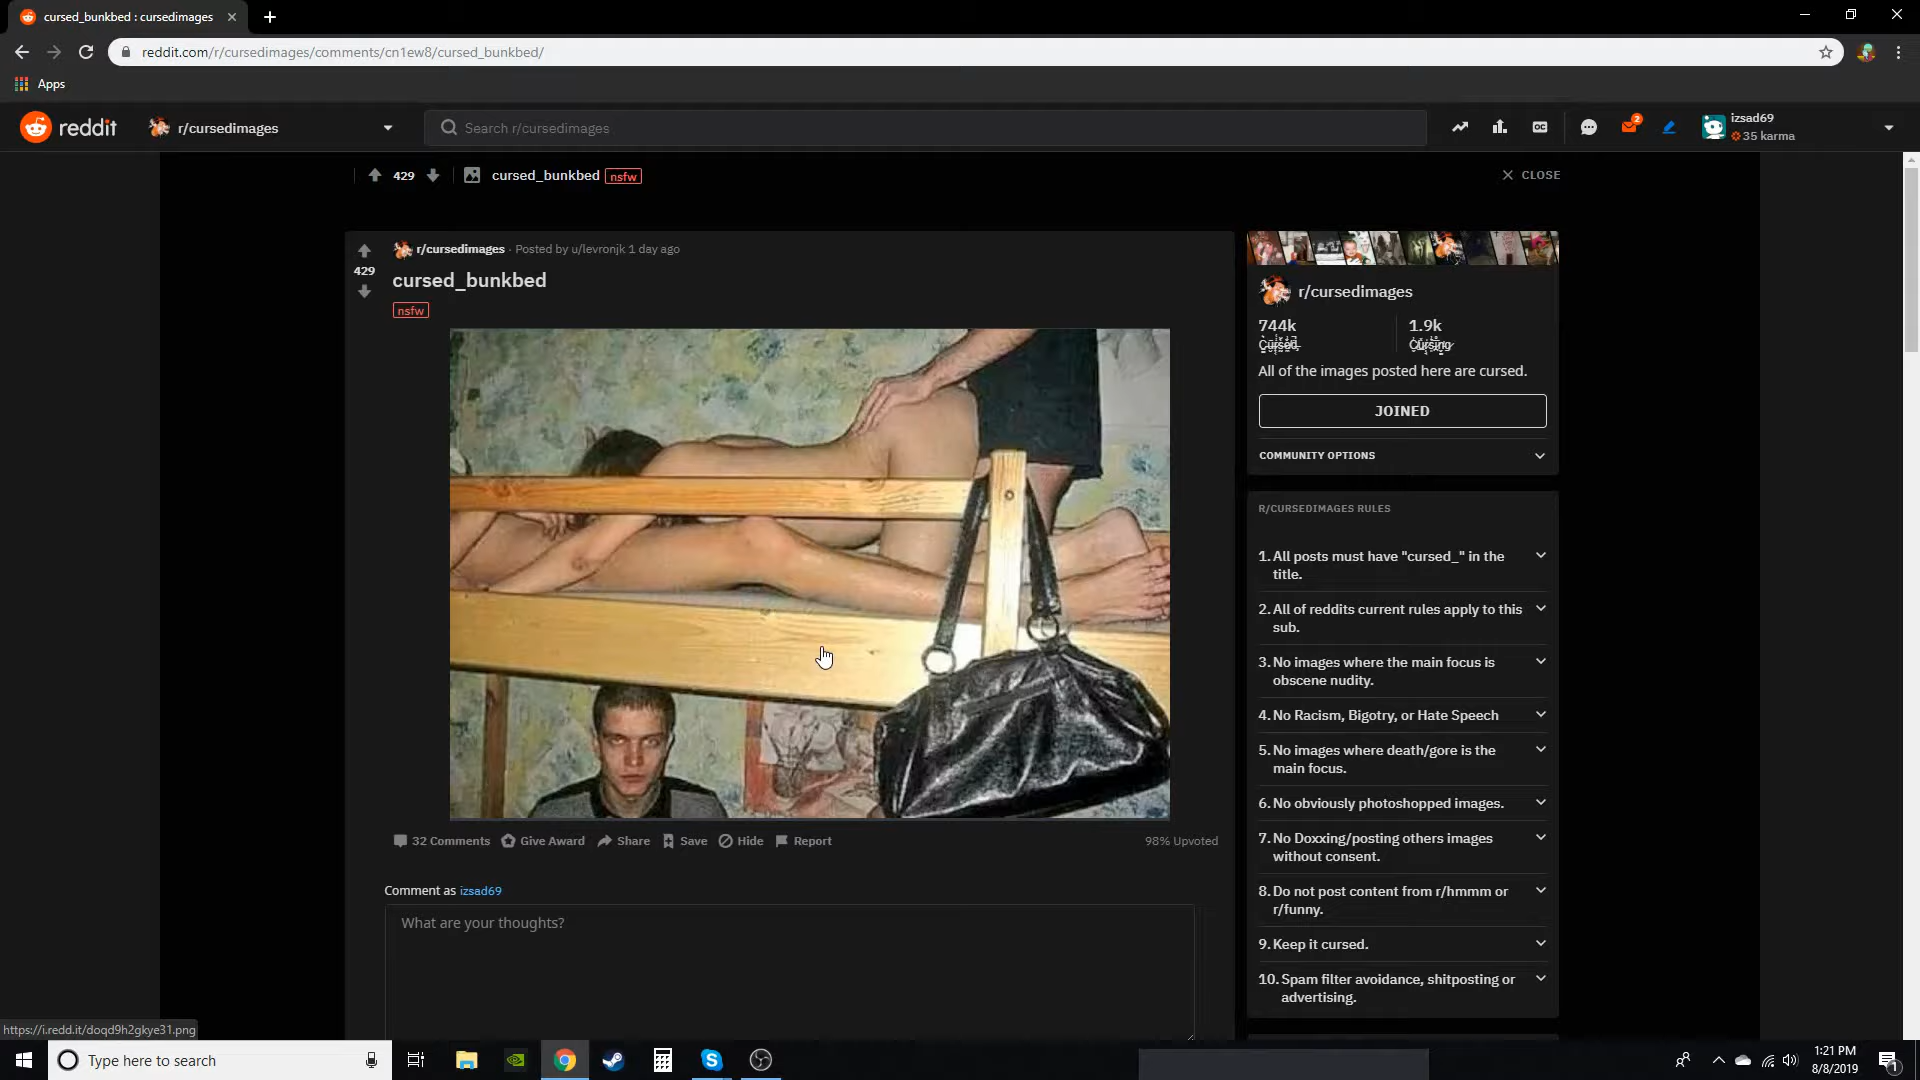 cursed_bunkbed : cursedimages
reddit.com/r/cursedimages/comments/cn1ew8/cursed_bunkbed/
Apps
reddit
r/cursedimages
Search r/cursedimages
2
izsad69
35 karma
429
cursed_bunkbed nsfw
CLOSE
r/cursedimages · Posted by u/levronjk 1 day ago
429
cursed_bunkbed
nsfw
32 Comments
Give Award
Share
Save
Hide
Report
98% Upvoted
Comment as izsad69
What are your thoughts?
r/cursedimages
744k
Cursed
1.9k
Cursing
All of the images posted here are cursed.
JOINED
COMMUNITY OPTIONS
R/CURSEDIMAGES RULES
1. All posts must have "cursed_" in the
title.
2. All of reddits current rules apply to this
sub.
3. No images where the main focus is
obscene nudity.
4. No Racism, Bigotry, or Hate Speech
5. No images where death/gore is the
main focus.
6. No obviously photoshopped images.
7. No Doxxing/posting others images
without consent.
8. Do not post content from r/hmmm or
r/funny.
9. Keep it cursed.
10. Spam filter avoidance, shitposting or
advertising.
https://i.redd.it/doqd9h2gkye31.png
Type here to search
1:21 PM
8/8/2019
1